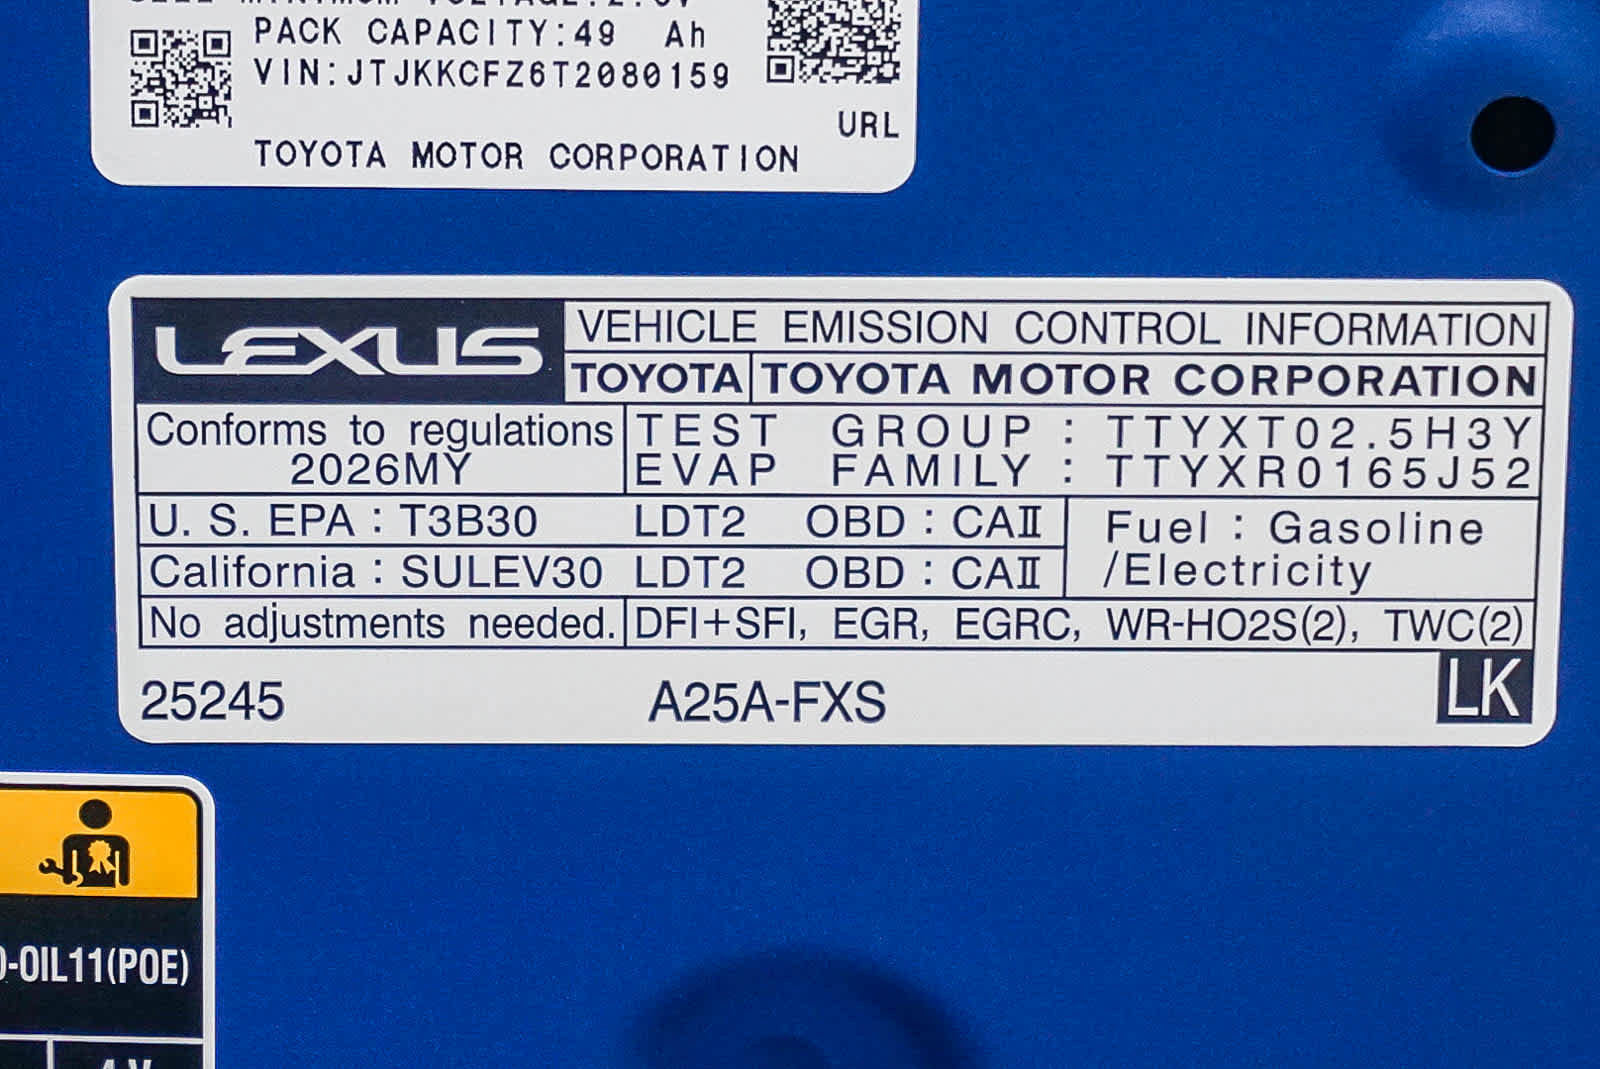 PACK CAPACITY:49 Ah
VIN:JTJKKCFZ6T2080159
URL
TOYOTA MOTOR CORPORATION
LEXUS
VEHICLE EMISSION CONTROL INFORMATION
TOYOTA TOYOTA MOTOR CORPORATION
Conforms to regulations
2026MY
TEST GROUP : TTYXT02.5H3Y
EVAP FAMILY : TTYXR0165J52
U. S. EPA : T3B30 LDT2 OBD : CAⅡ
California : SULEV30 LDT2 OBD : CAⅡ
Fuel : Gasoline
/Electricity
No adjustments needed. DFI+SFI, EGR, EGRC, WR-HO2S(2), TWC(2)
25245 A25A-FXS LK
-OIL11(POE)